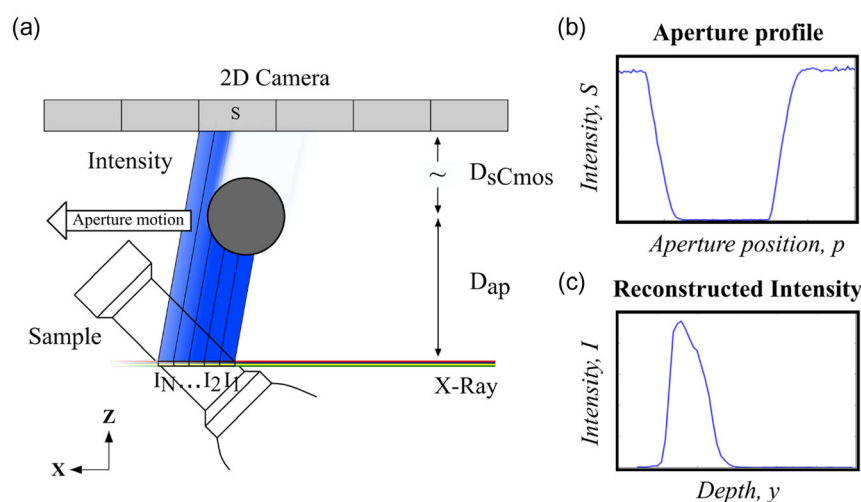 (a)
2D Camera
S
Intensity
~
DsCmos
Aperture motion
Dap
Sample
IN... I2 I1
X-Ray
Z
X
(b)
Aperture profile
Intensity, S
Aperture position, p
(c)
Reconstructed Intensity
Intensity, I
Depth, y